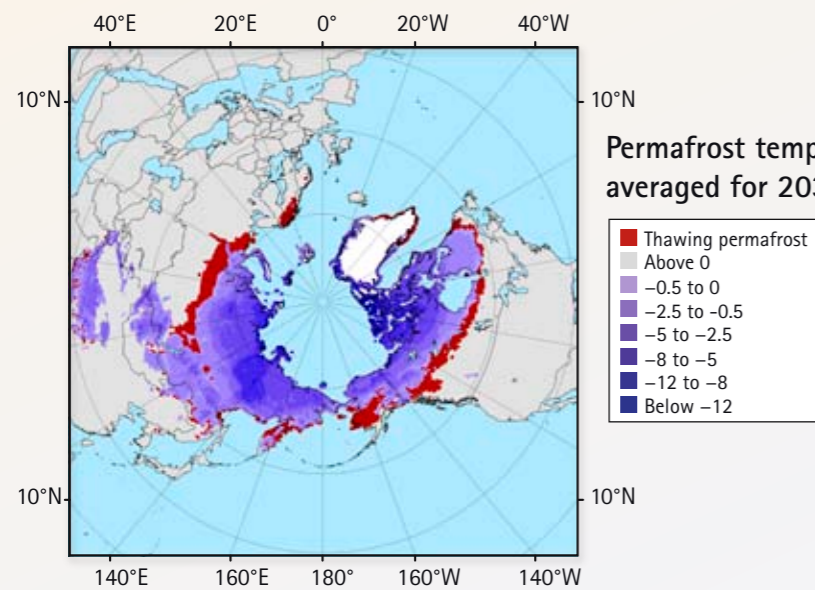 40°E 20°E 0° 20°W 40°W
10°N 10°N
Permafrost temp
averaged for 203
Thawing permafrost
Above 0
−0.5 to 0
−2.5 to -0.5
−5 to −2.5
−8 to −5
−12 to −8
Below −12
10°N 10°N
140°E 160°E 180° 160°W 140°W